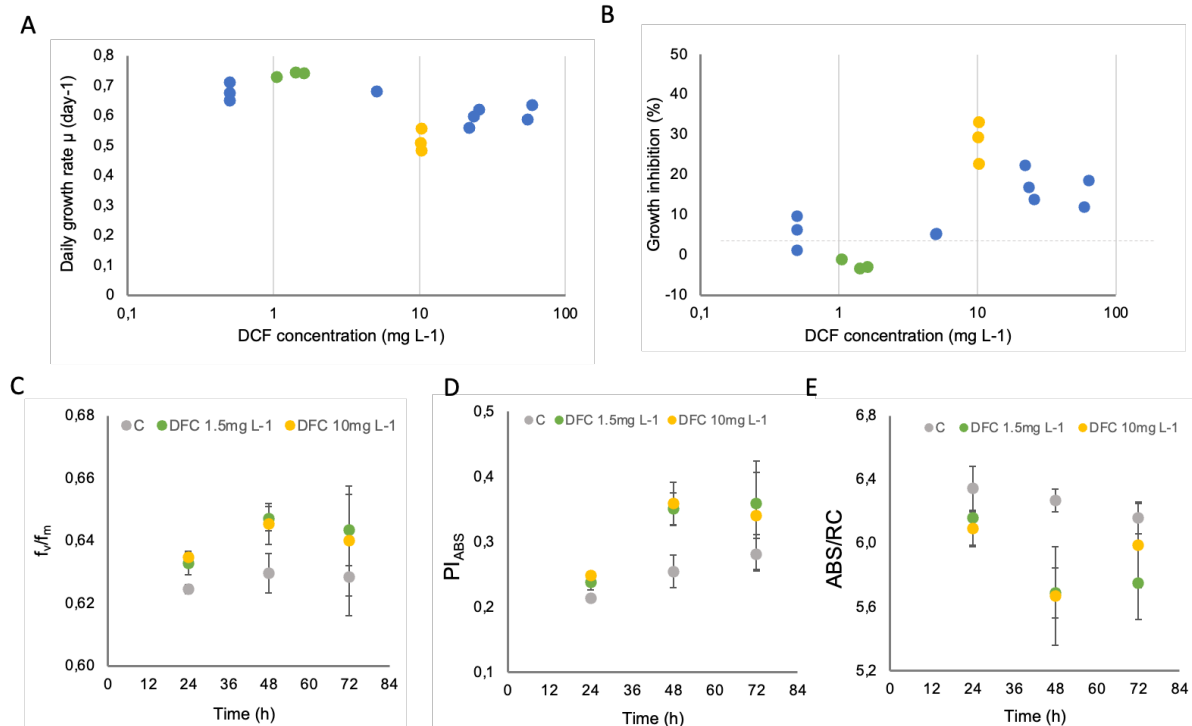 A
0,8
0,7
0,6
0,5
0,4
0,3
0,2
0,1
0
Daily growth rate µ (day-1)
0,1 1 10 100
DCF concentration (mg L-1)
B
50
40
30
20
10
0
-10
Growth inhibition (%)
0,1 1 10 100
DCF concentration (mg L-1)
C
0,68
C DFC 1.5mg L-1 DFC 10mg L-1
0,66
0,64
0,62
0,60
fv/fm
0 12 24 36 48 60 72 84
Time (h)
D
0,5
C DFC 1.5mg L-1 DFC 10mg L-1
0,4
0,3
0,2
0,1
PIABS
0 12 24 36 48 60 72 84
Time (h)
E
6,8
C DFC 1.5mg L-1 DFC 10mg L-1
6,4
6,0
5,6
5,2
ABS/RC
0 12 24 36 48 60 72 84
Time (h)